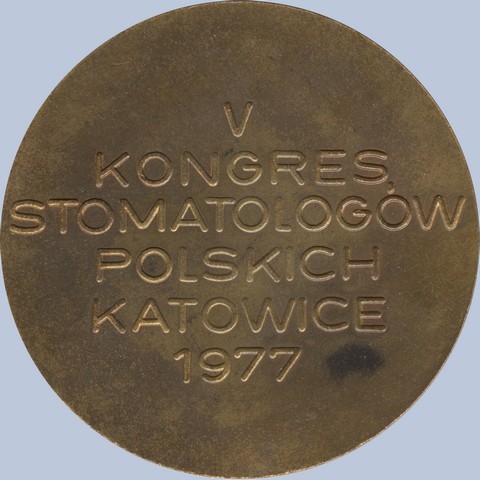 V
KONGRES
STOMATOLOGÓW
POLSKICH
KATOWICE
1977